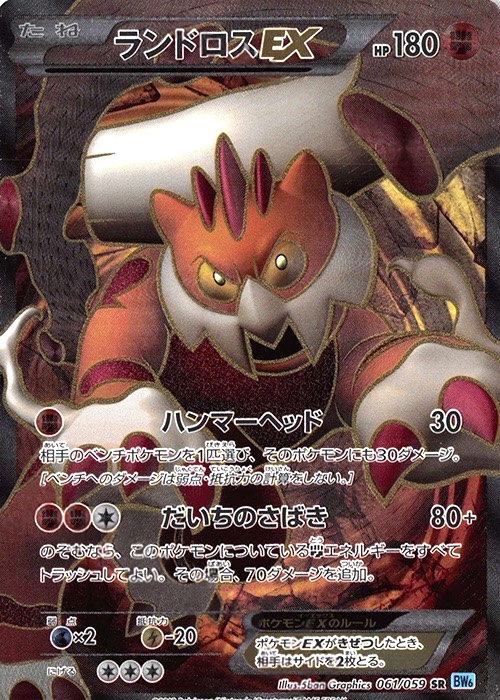 たね
ランドロスEX HP180
ハンマーヘッド 30
相手のベンチポケモンを1匹選び、そのポケモンにも30ダメージ。
[ベンチへのダメージは弱点・抵抗力の計算をしない。]
だいちのさばき 80+
のぞむなら、このポケモンについている闘エネルギーをすべて
トラッシュしてよい。その場合、70ダメージを追加。
弱点 抵抗力
×2 -20
ポケモンEXのルール
ポケモンEXがきぜつしたとき、
相手はサイドを2枚とる。
にげる
Illus. 5ban Graphics 061/059 SR BW6